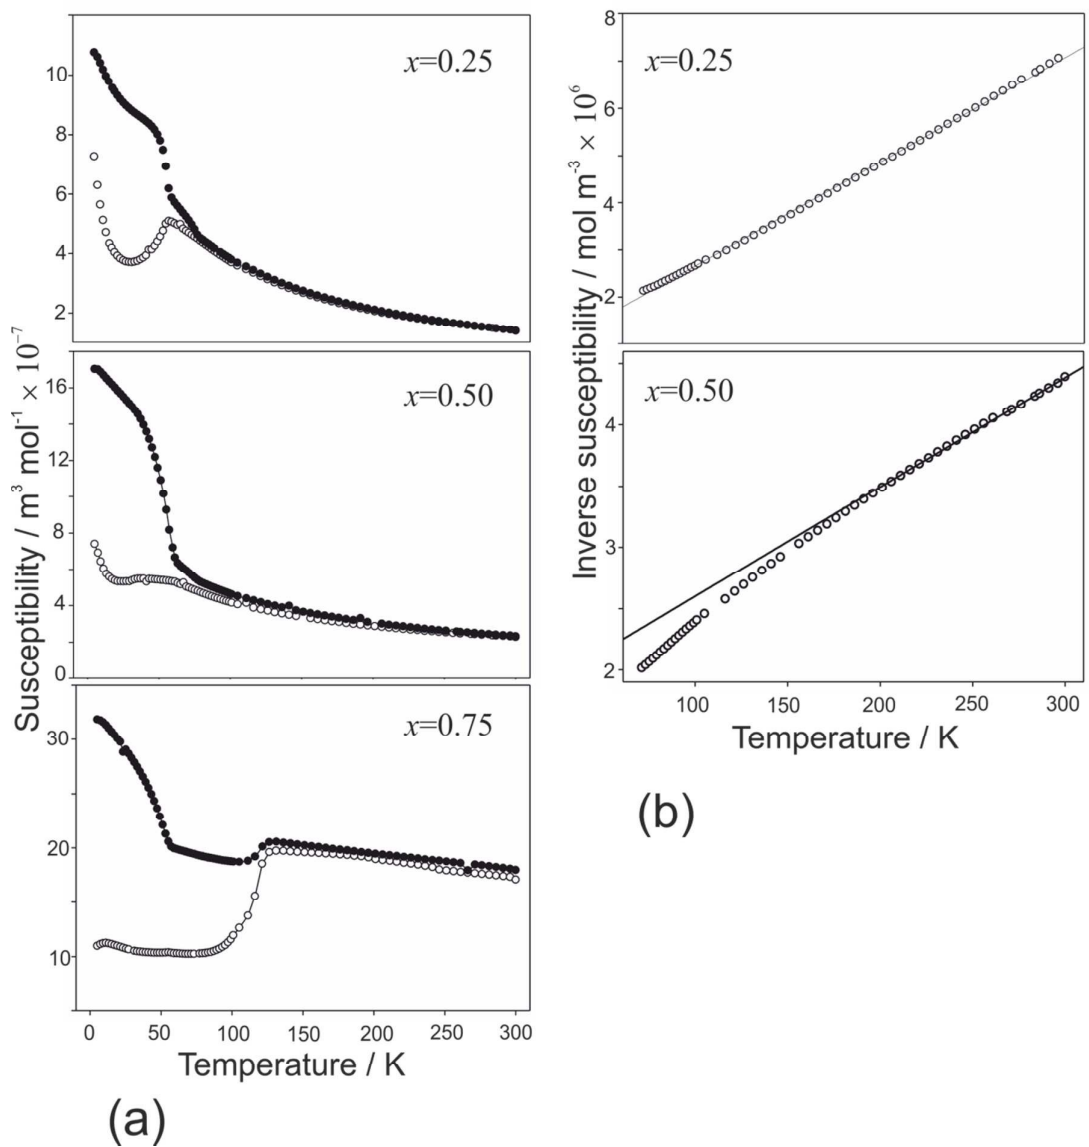 x=0.25
10
8
6
4
2
x=0.50
16
12
8
4
0
x=0.75
30
20
10
0 50 100 150 200 250 300
Temperature / K
Susceptibility / m³ mol⁻¹ × 10⁻⁷
(a)
x=0.25
8
6
4
2
x=0.50
4
3
2
100 150 200 250 300
Temperature / K
Inverse susceptibility / mol m⁻³ × 10⁶
(b)